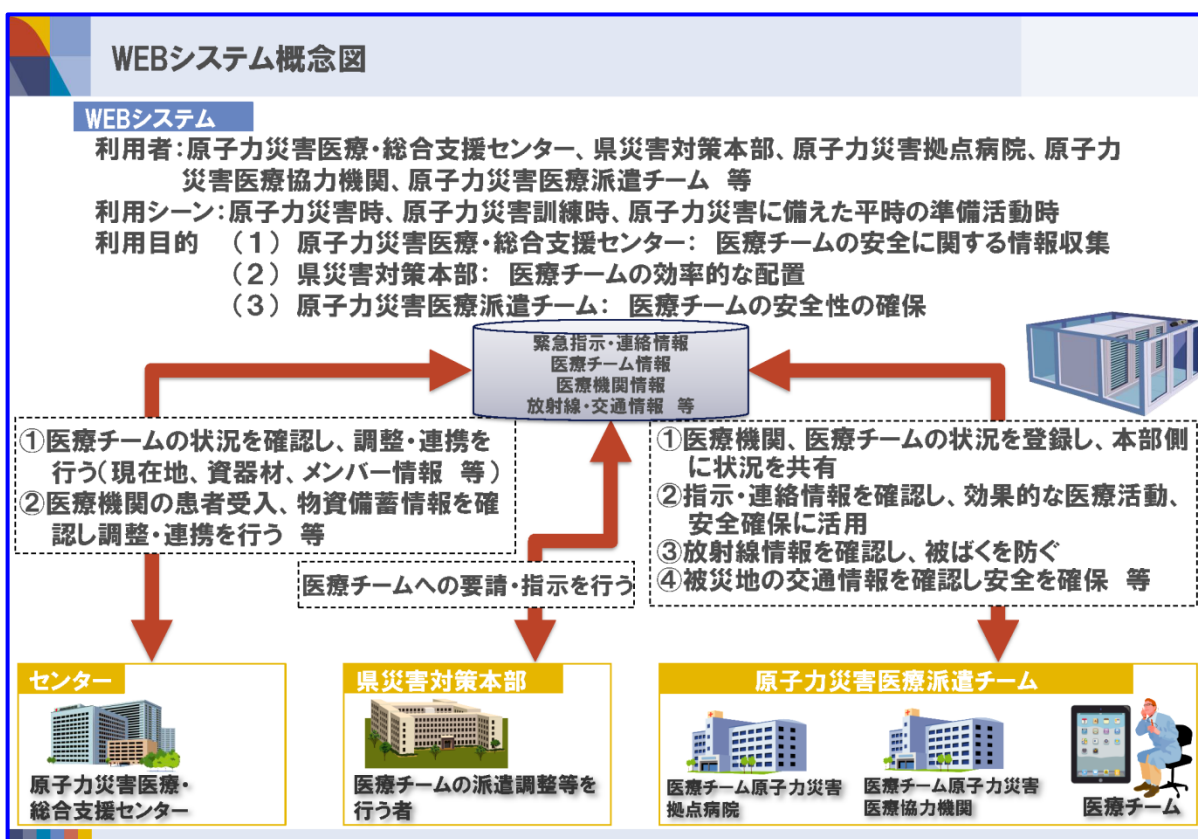 WEBシステム概念図
WEBシステム
利用者:原子力災害医療・総合支援センター、県災害対策本部、原子力災害拠点病院、原子力
災害医療協力機関、原子力災害医療派遣チーム 等
利用シーン:原子力災害時、原子力災害訓練時、原子力災害に備えた平時の準備活動時
利用目的 (1) 原子力災害医療・総合支援センター: 医療チームの安全に関する情報収集
(2) 県災害対策本部: 医療チームの効率的な配置
(3) 原子力災害医療派遣チーム: 医療チームの安全性の確保
緊急指示・連絡情報
医療チーム情報
医療機関情報
放射線・交通情報 等
①医療チームの状況を確認し、調整・連携を
行う(現在地、資器材、メンバー情報 等)
②医療機関の患者受入、物資備蓄情報を確
認し調整・連携を行う 等
医療チームへの要請・指示を行う
①医療機関、医療チームの状況を登録し、本部側
に状況を共有
②指示・連絡情報を確認し、効果的な医療活動、
安全確保に活用
③放射線情報を確認し、被ばくを防ぐ
④被災地の交通情報を確認し安全を確保 等
センター
原子力災害医療・
総合支援センター
県災害対策本部
医療チームの派遣調整等を
行う者
原子力災害医療派遣チーム
医療チーム原子力災害
拠点病院
医療チーム原子力災害
医療協力機関
医療チーム